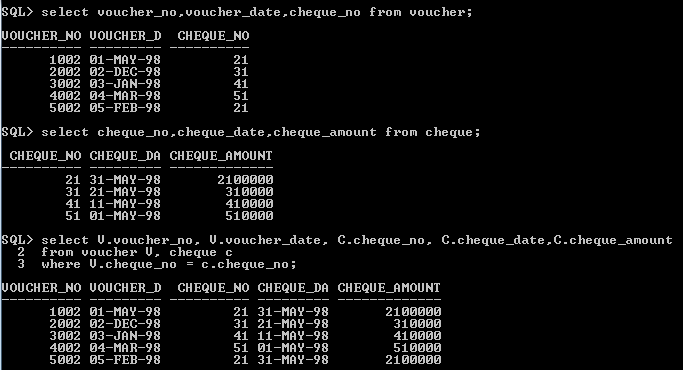 SQL> select voucher_no,voucher_date,cheque_no from voucher;
VOUCHER_NO VOUCHER_D  CHEQUE_NO
---------- --------- ----------
      1002 01-MAY-98         21
      2002 02-DEC-98         31
      3002 03-JAN-98         41
      4002 04-MAR-98         51
      5002 05-FEB-98         21
SQL> select cheque_no,cheque_date,cheque_amount from cheque;
 CHEQUE_NO CHEQUE_DA CHEQUE_AMOUNT
---------- --------- -------------
        21 31-MAY-98       2100000
        31 21-MAY-98        310000
        41 11-MAY-98        410000
        51 01-MAY-98        510000
SQL> select V.voucher_no, V.voucher_date, C.cheque_no, C.cheque_date,C.cheque_amount
  2  from voucher V, cheque c
  3  where V.cheque_no = c.cheque_no;
VOUCHER_NO VOUCHER_D  CHEQUE_NO CHEQUE_DA CHEQUE_AMOUNT
---------- --------- ---------- --------- -------------
      1002 01-MAY-98         21 31-MAY-98       2100000
      2002 02-DEC-98         31 21-MAY-98        310000
      3002 03-JAN-98         41 11-MAY-98        410000
      4002 04-MAR-98         51 01-MAY-98        510000
      5002 05-FEB-98         21 31-MAY-98       2100000